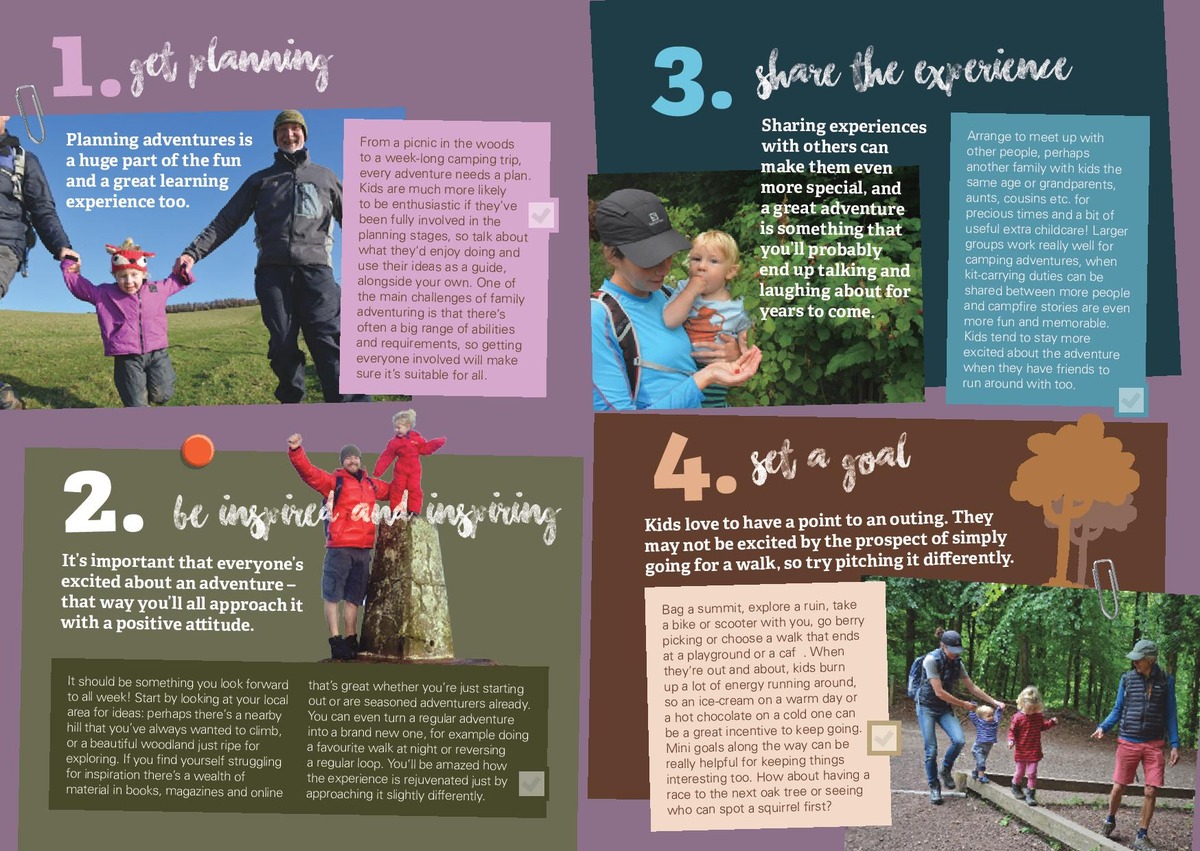 1. get planning
Planning adventures is
a huge part of the fun
and a great learning
experience too.
From a picnic in the woods
to a week-long camping trip,
every adventure needs a plan.
Kids are much more likely
to be enthusiastic if they've
been fully involved in the
planning stages, so talk about
what they'd enjoy doing and
use their ideas as a guide,
alongside your own. One of
the main challenges of family
adventuring is that there's
often a big range of abilities
and requirements, so getting
everyone involved will make
sure it's suitable for all.
2. be inspired and inspiring
It's important that everyone's
excited about an adventure –
that way you'll all approach it
with a positive attitude.
It should be something you look forward
to all week! Start by looking at your local
area for ideas: perhaps there's a nearby
hill that you've always wanted to climb,
or a beautiful woodland just ripe for
exploring. If you find yourself struggling
for inspiration there's a wealth of
material in books, magazines and online
that's great whether you're just starting
out or are seasoned adventurers already.
You can even turn a regular adventure
into a brand new one, for example doing
a favourite walk at night or reversing
a regular loop. You'll be amazed how
the experience is rejuvenated just by
approaching it slightly differently.
3. share the experience
Sharing experiences
with others can
make them even
more special, and
a great adventure
is something that
you'll probably
end up talking and
laughing about for
years to come.
Arrange to meet up with
other people, perhaps
another family with kids the
same age or grandparents,
aunts, cousins etc. for
precious times and a bit of
useful extra childcare! Larger
groups work really well for
camping adventures, when
kit-carrying duties can be
shared between more people
and campfire stories are even
more fun and memorable.
Kids tend to stay more
excited about the adventure
when they have friends to
run around with too.
4. set a goal
Kids love to have a point to an outing. They
may not be excited by the prospect of simply
going for a walk, so try pitching it differently.
Bag a summit, explore a ruin, take
a bike or scooter with you, go berry
picking or choose a walk that ends
at a playground or a caf . When
they're out and about, kids burn
up a lot of energy running around,
so an ice-cream on a warm day or
a hot chocolate on a cold one can
be a great incentive to keep going.
Mini goals along the way can be
really helpful for keeping things
interesting too. How about having a
race to the next oak tree or seeing
who can spot a squirrel first?